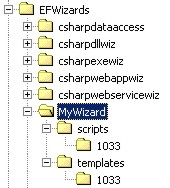 EFWizards
csharpdataaccess
csharpdllwiz
csharpexewiz
csharpwebappwiz
csharpwebservicewiz
MyWizard
scripts
1033
templates
1033